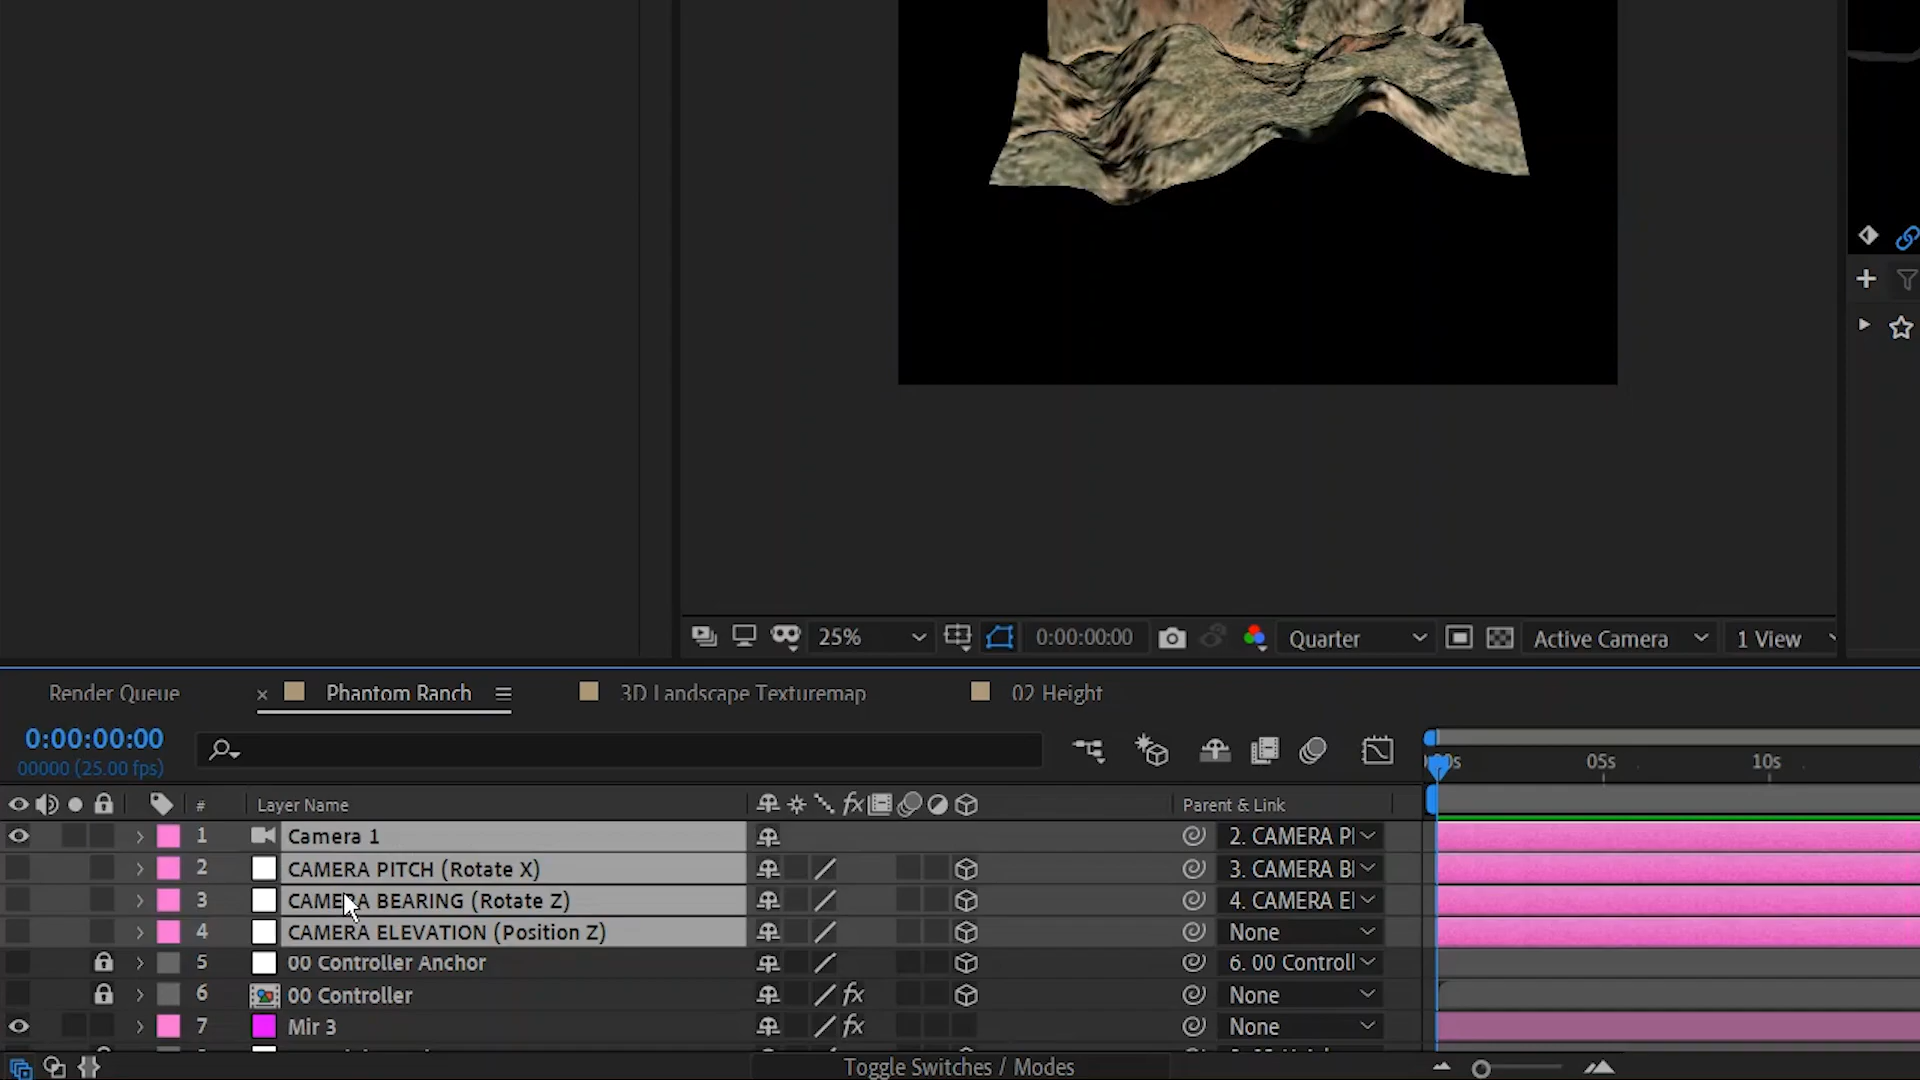 25%
0:00:00:00
Quarter
Active Camera
1 View
Render Queue
× Phantom Ranch
3D Landscape Texturemap
02 Height
0:00:00:00
00000 (25.00 fps)
05s
10s
#
Layer Name
fx
Parent & Link
1 Camera 1 2. CAMERA PI
2 CAMERA PITCH (Rotate X) 3. CAMERA BI
3 CAMERA BEARING (Rotate Z) 4. CAMERA EI
4 CAMERA ELEVATION (Position Z) None
5 00 Controller Anchor 6. 00 Controll
6 00 Controller fx None
7 Mir 3 fx None
Toggle Switches / Modes